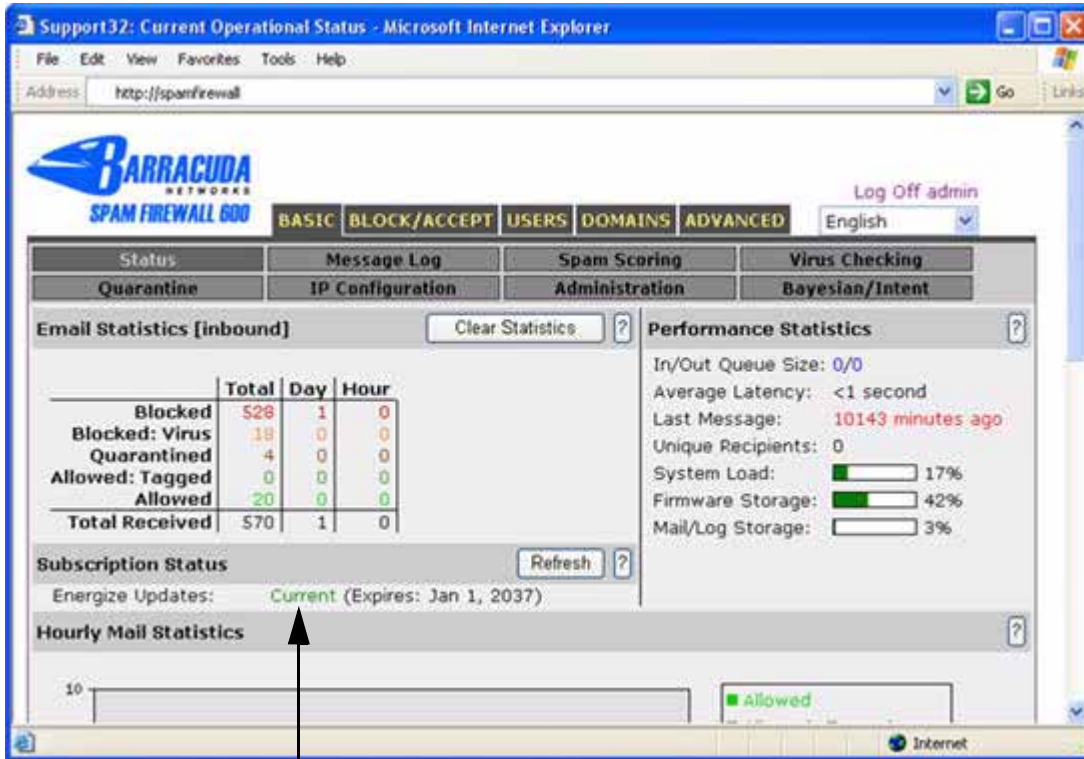 Support32: Current Operational Status - Microsoft Internet Explorer
File Edit View Favorites Tools Help
Address http://spamfirewall Go Links
BARRACUDA
NETWORKS
SPAM FIREWALL 600
Log Off admin
BASIC BLOCK/ACCEPT USERS DOMAINS ADVANCED English
Status Message Log Spam Scoring Virus Checking
Quarantine IP Configuration Administration Bayesian/Intent
Email Statistics [inbound] Clear Statistics ?
Total Day Hour
Blocked 528 1 0
Blocked: Virus 18 0 0
Quarantined 4 0 0
Allowed: Tagged 0 0 0
Allowed 20 0 0
Total Received 570 1 0
Subscription Status Refresh ?
Energize Updates: Current (Expires: Jan 1, 2037)
Performance Statistics ?
In/Out Queue Size: 0/0
Average Latency: <1 second
Last Message: 10143 minutes ago
Unique Recipients: 0
System Load: 17%
Firmware Storage: 42%
Mail/Log Storage: 3%
Hourly Mail Statistics ?
10
Allowed
Internet